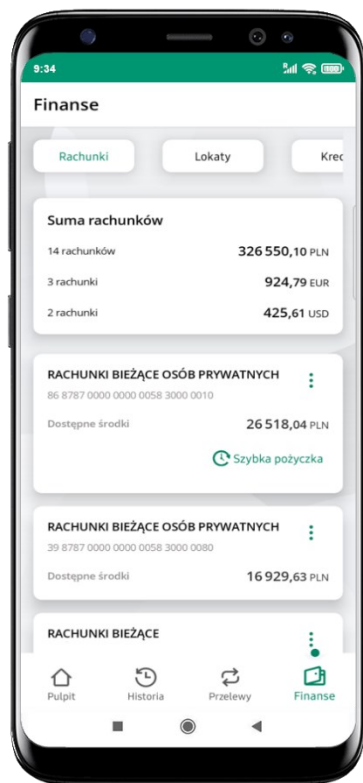 9:34
Finanse
Rachunki Lokaty Kred
Suma rachunków
14 rachunków 326 550,10 PLN
3 rachunki 924,79 EUR
2 rachunki 425,61 USD
RACHUNKI BIEŻĄCE OSÓB PRYWATNYCH
86 8787 0000 0000 0058 3000 0010
Dostępne środki 26 518,04 PLN
Szybka pożyczka
RACHUNKI BIEŻĄCE OSÓB PRYWATNYCH
39 8787 0000 0000 0058 3000 0080
Dostępne środki 16 929,63 PLN
RACHUNKI BIEŻĄCE
Pulpit Historia Przelewy Finanse